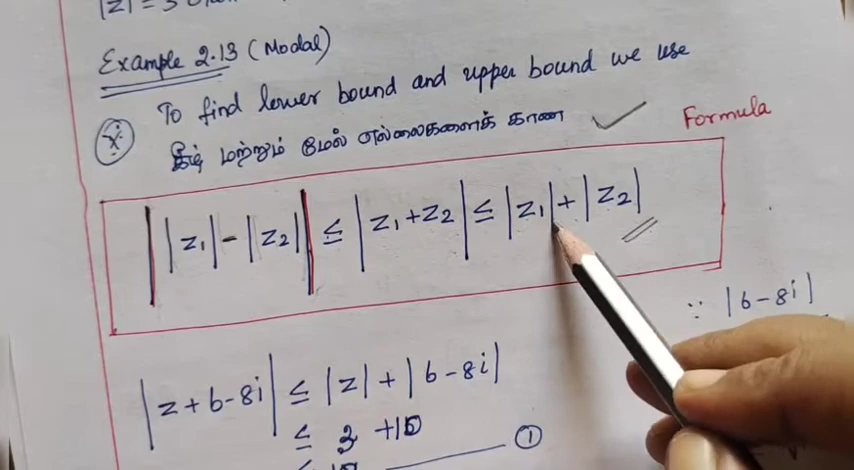 |z| = 3
Example 2.13 (Modal)
To find lower bound and upper bound we use
கீழ் மற்றும் மேல் எல்லைகளைக் காண
Formula
||z₁| - |z₂|| ≤ |z₁ + z₂| ≤ |z₁| + |z₂|
∵ |6 - 8i|
|z + 6 - 8i| ≤ |z| + |6 - 8i|
≤ 3 + 10
①